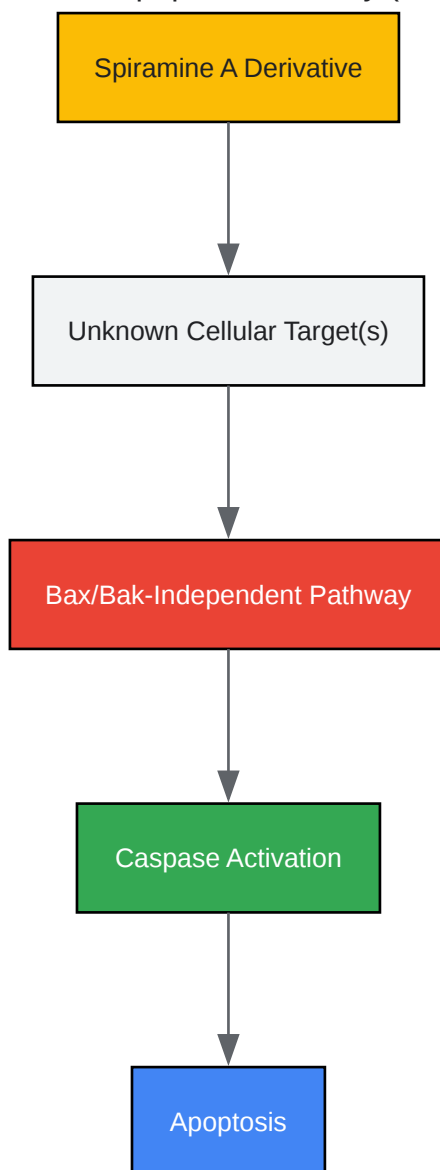 Spiramine A Derivative
Unknown Cellular Target(s)
Bax/Bak-Independent Pathway
Caspase Activation
Apoptosis